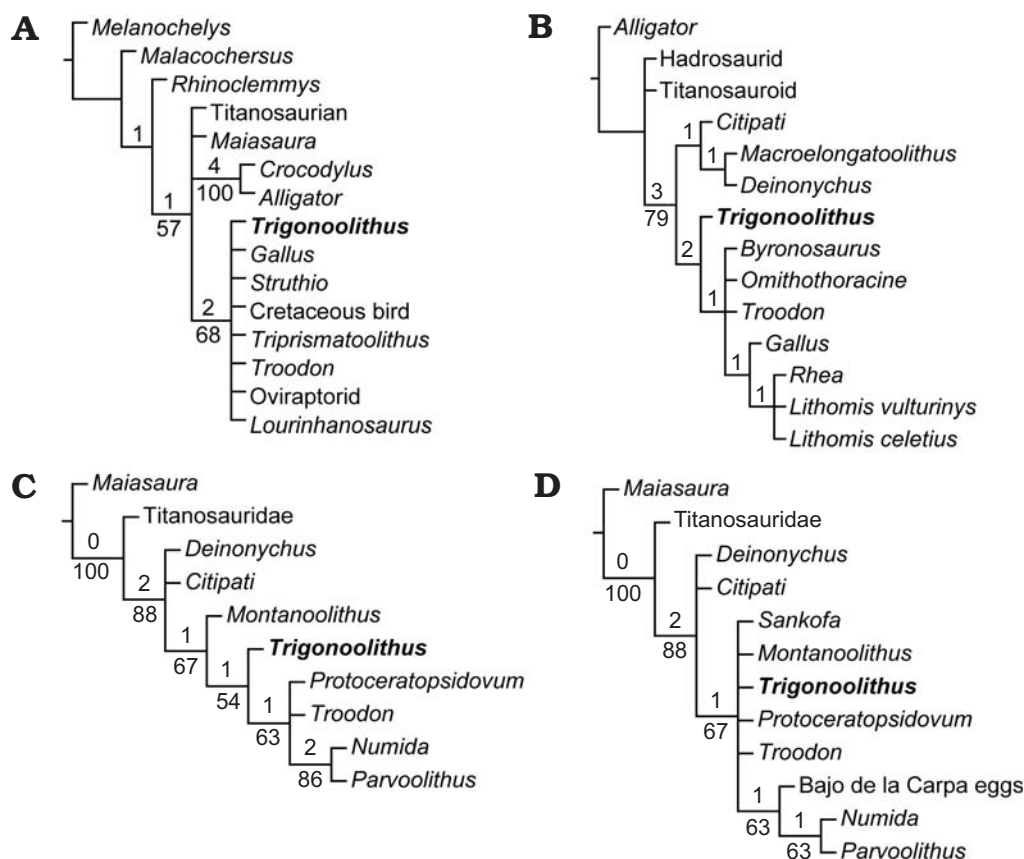 A
Melanochelys
Malacochersus
Rhinoclemmys
1
Titanosaurian
Maiasaura
4
Crocodylus
1
100
Alligator
57
Trigonoolithus
Gallus
Struthio
2
Cretaceous bird
68
Triprismatoolithus
Troodon
Oviraptorid
Lourinhanosaurus
B
Alligator
Hadrosaurid
Titanosauroid
1
Citipati
1
Macroelongatoolithus
3
Deinonychus
79
Trigonoolithus
2
Byronosaurus
1
Omithothoracine
Troodon
1
Gallus
1
Rhea
Lithomis vulturinys
Lithomis celetius
C
Maiasaura
0
Titanosauridae
100
Deinonychus
2
Citipati
88
1
Montanoolithus
67
1
Trigonoolithus
54
1
Protoceratopsidovum
63
Troodon
2
Numida
86
Parvoolithus
D
Maiasaura
0
Titanosauridae
100
Deinonychus
2
Citipati
88
Sankofa
Montanoolithus
1
Trigonoolithus
67
Protoceratopsidovum
Troodon
1
Bajo de la Carpa eggs
63
1
Numida
63
Parvoolithus